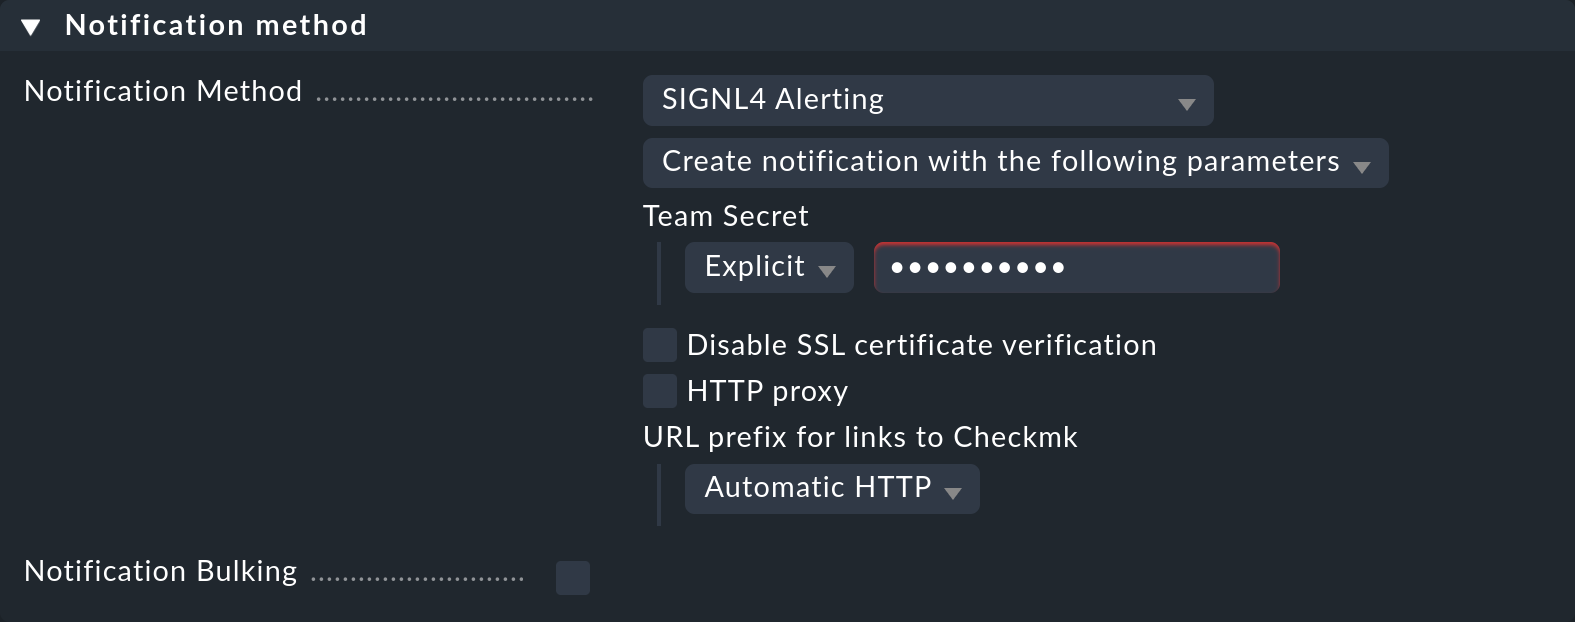 Notification method
Notification Method
SIGNL4 Alerting
Create notification with the following parameters
Team Secret
Explicit ••••••••••
Disable SSL certificate verification
HTTP proxy
URL prefix for links to Checkmk
Automatic HTTP
Notification Bulking